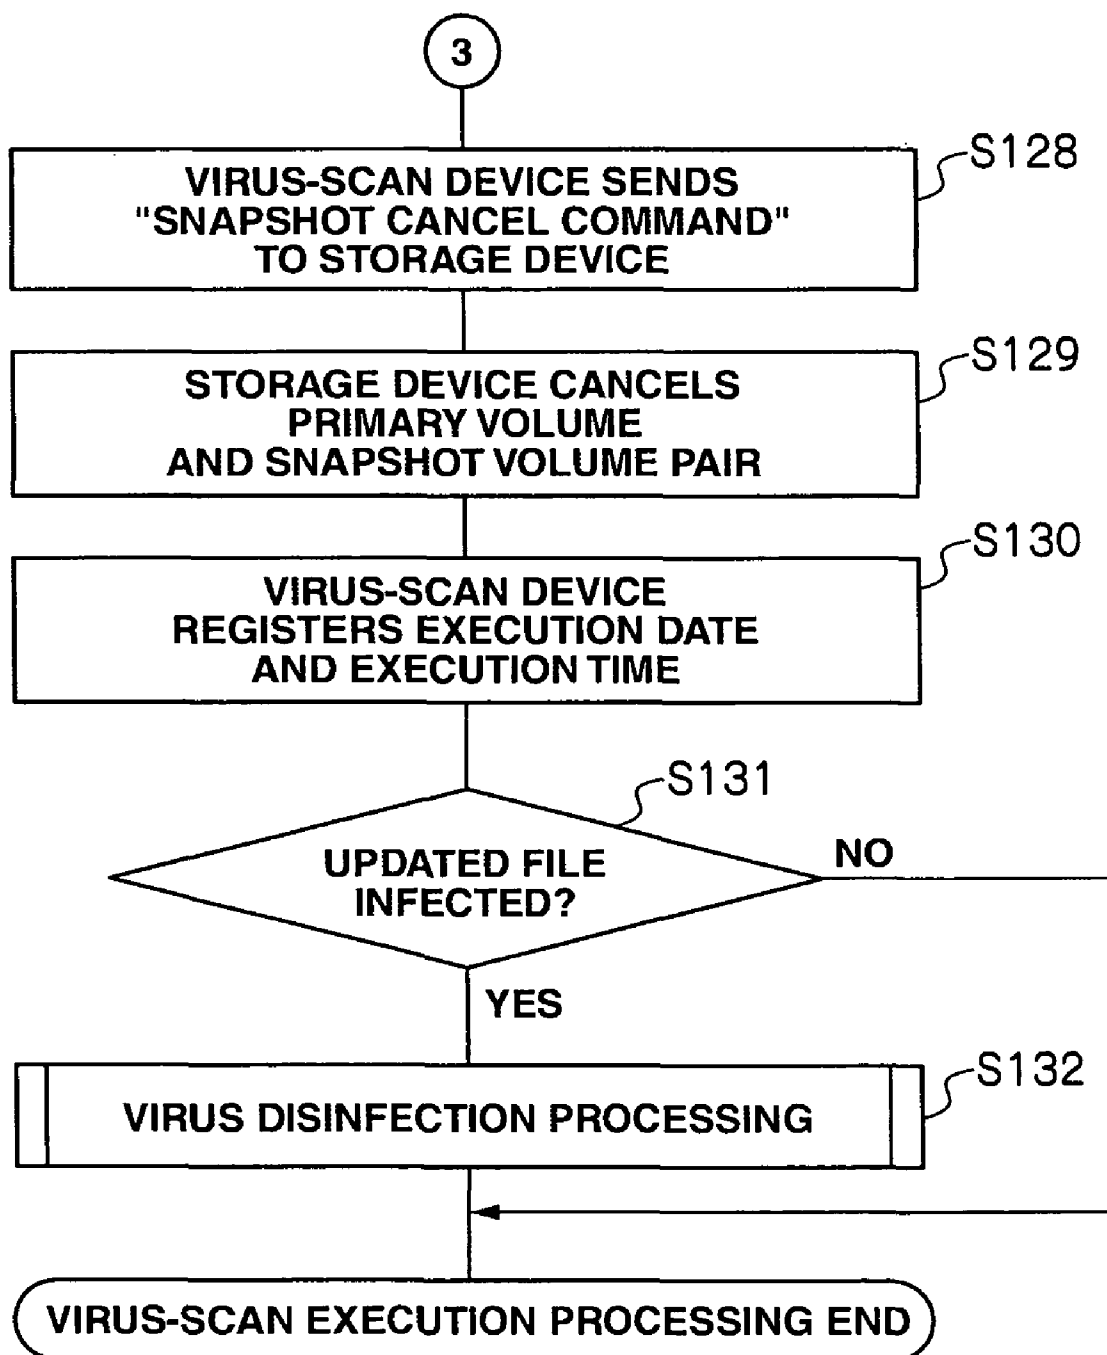 3
S128
VIRUS-SCAN DEVICE SENDS
"SNAPSHOT CANCEL COMMAND"
TO STORAGE DEVICE
S129
STORAGE DEVICE CANCELS
PRIMARY VOLUME
AND SNAPSHOT VOLUME PAIR
S130
VIRUS-SCAN DEVICE
REGISTERS EXECUTION DATE
AND EXECUTION TIME
S131
UPDATED FILE
INFECTED?
NO
YES
S132
VIRUS DISINFECTION PROCESSING
VIRUS-SCAN EXECUTION PROCESSING END